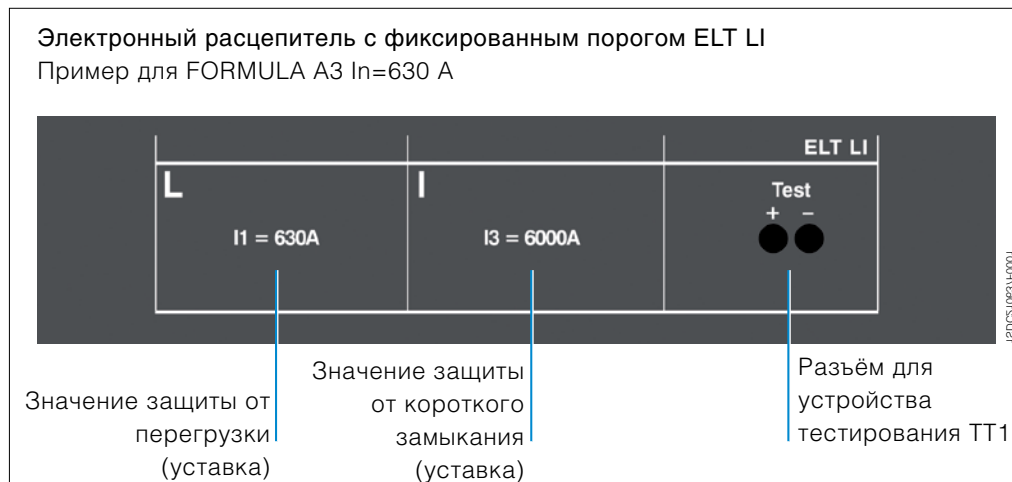 Электронный расцепитель с фиксированным порогом ELT LI
Пример для FORMULA A3 In=630 A
ELT LI
L
I
Test
+ –
I1 = 630A
I3 = 6000A
Значение защиты от
перегрузки
(уставка)
Значение защиты
от короткого
замыкания
(уставка)
Разъём для
устройства
тестирования TT1